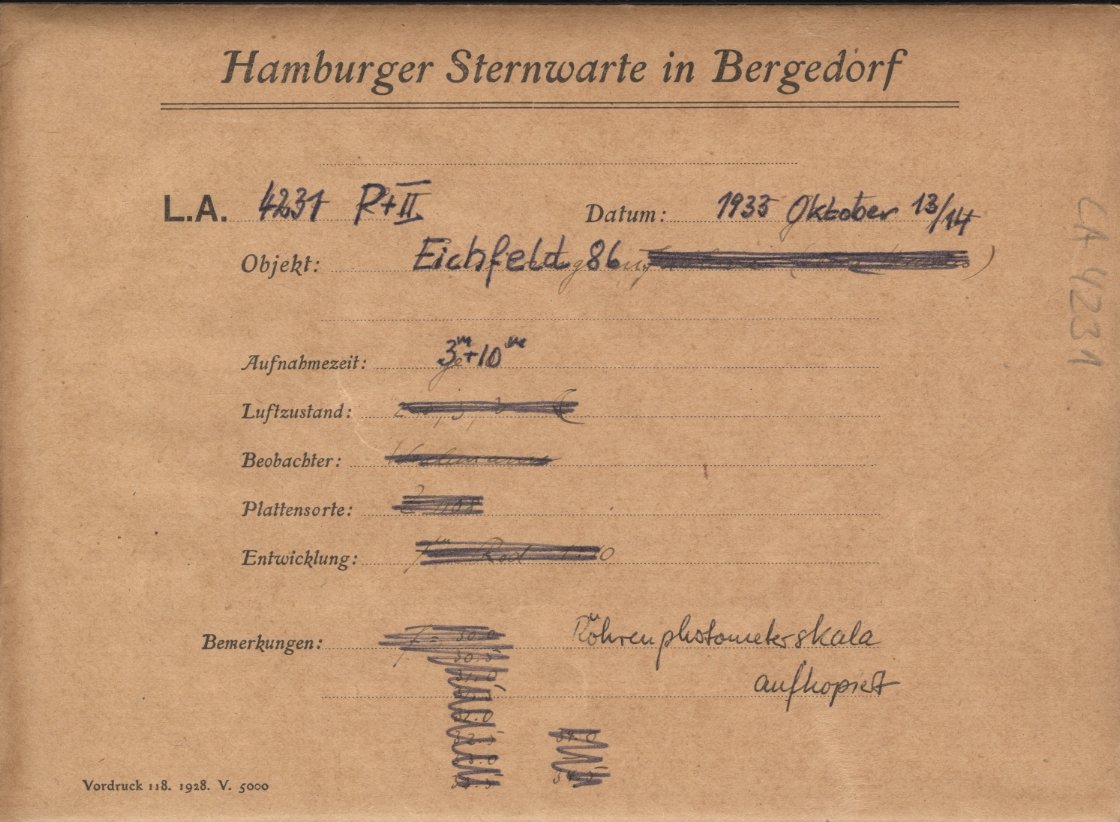 Hamburger Sternwarte in Bergedorf
L.A. 4231 R+II Datum: 1933 Oktober 13/14
Objekt: Eichfeld 86
Aufnahmezeit: 3m+10m
Luftzustand:
Beobachter:
Plattensorte:
Entwicklung:
Bemerkungen: Röhrenphotometerskala
aufkopiert
Vordruck 118. 1928. V. 5000
LA 4231